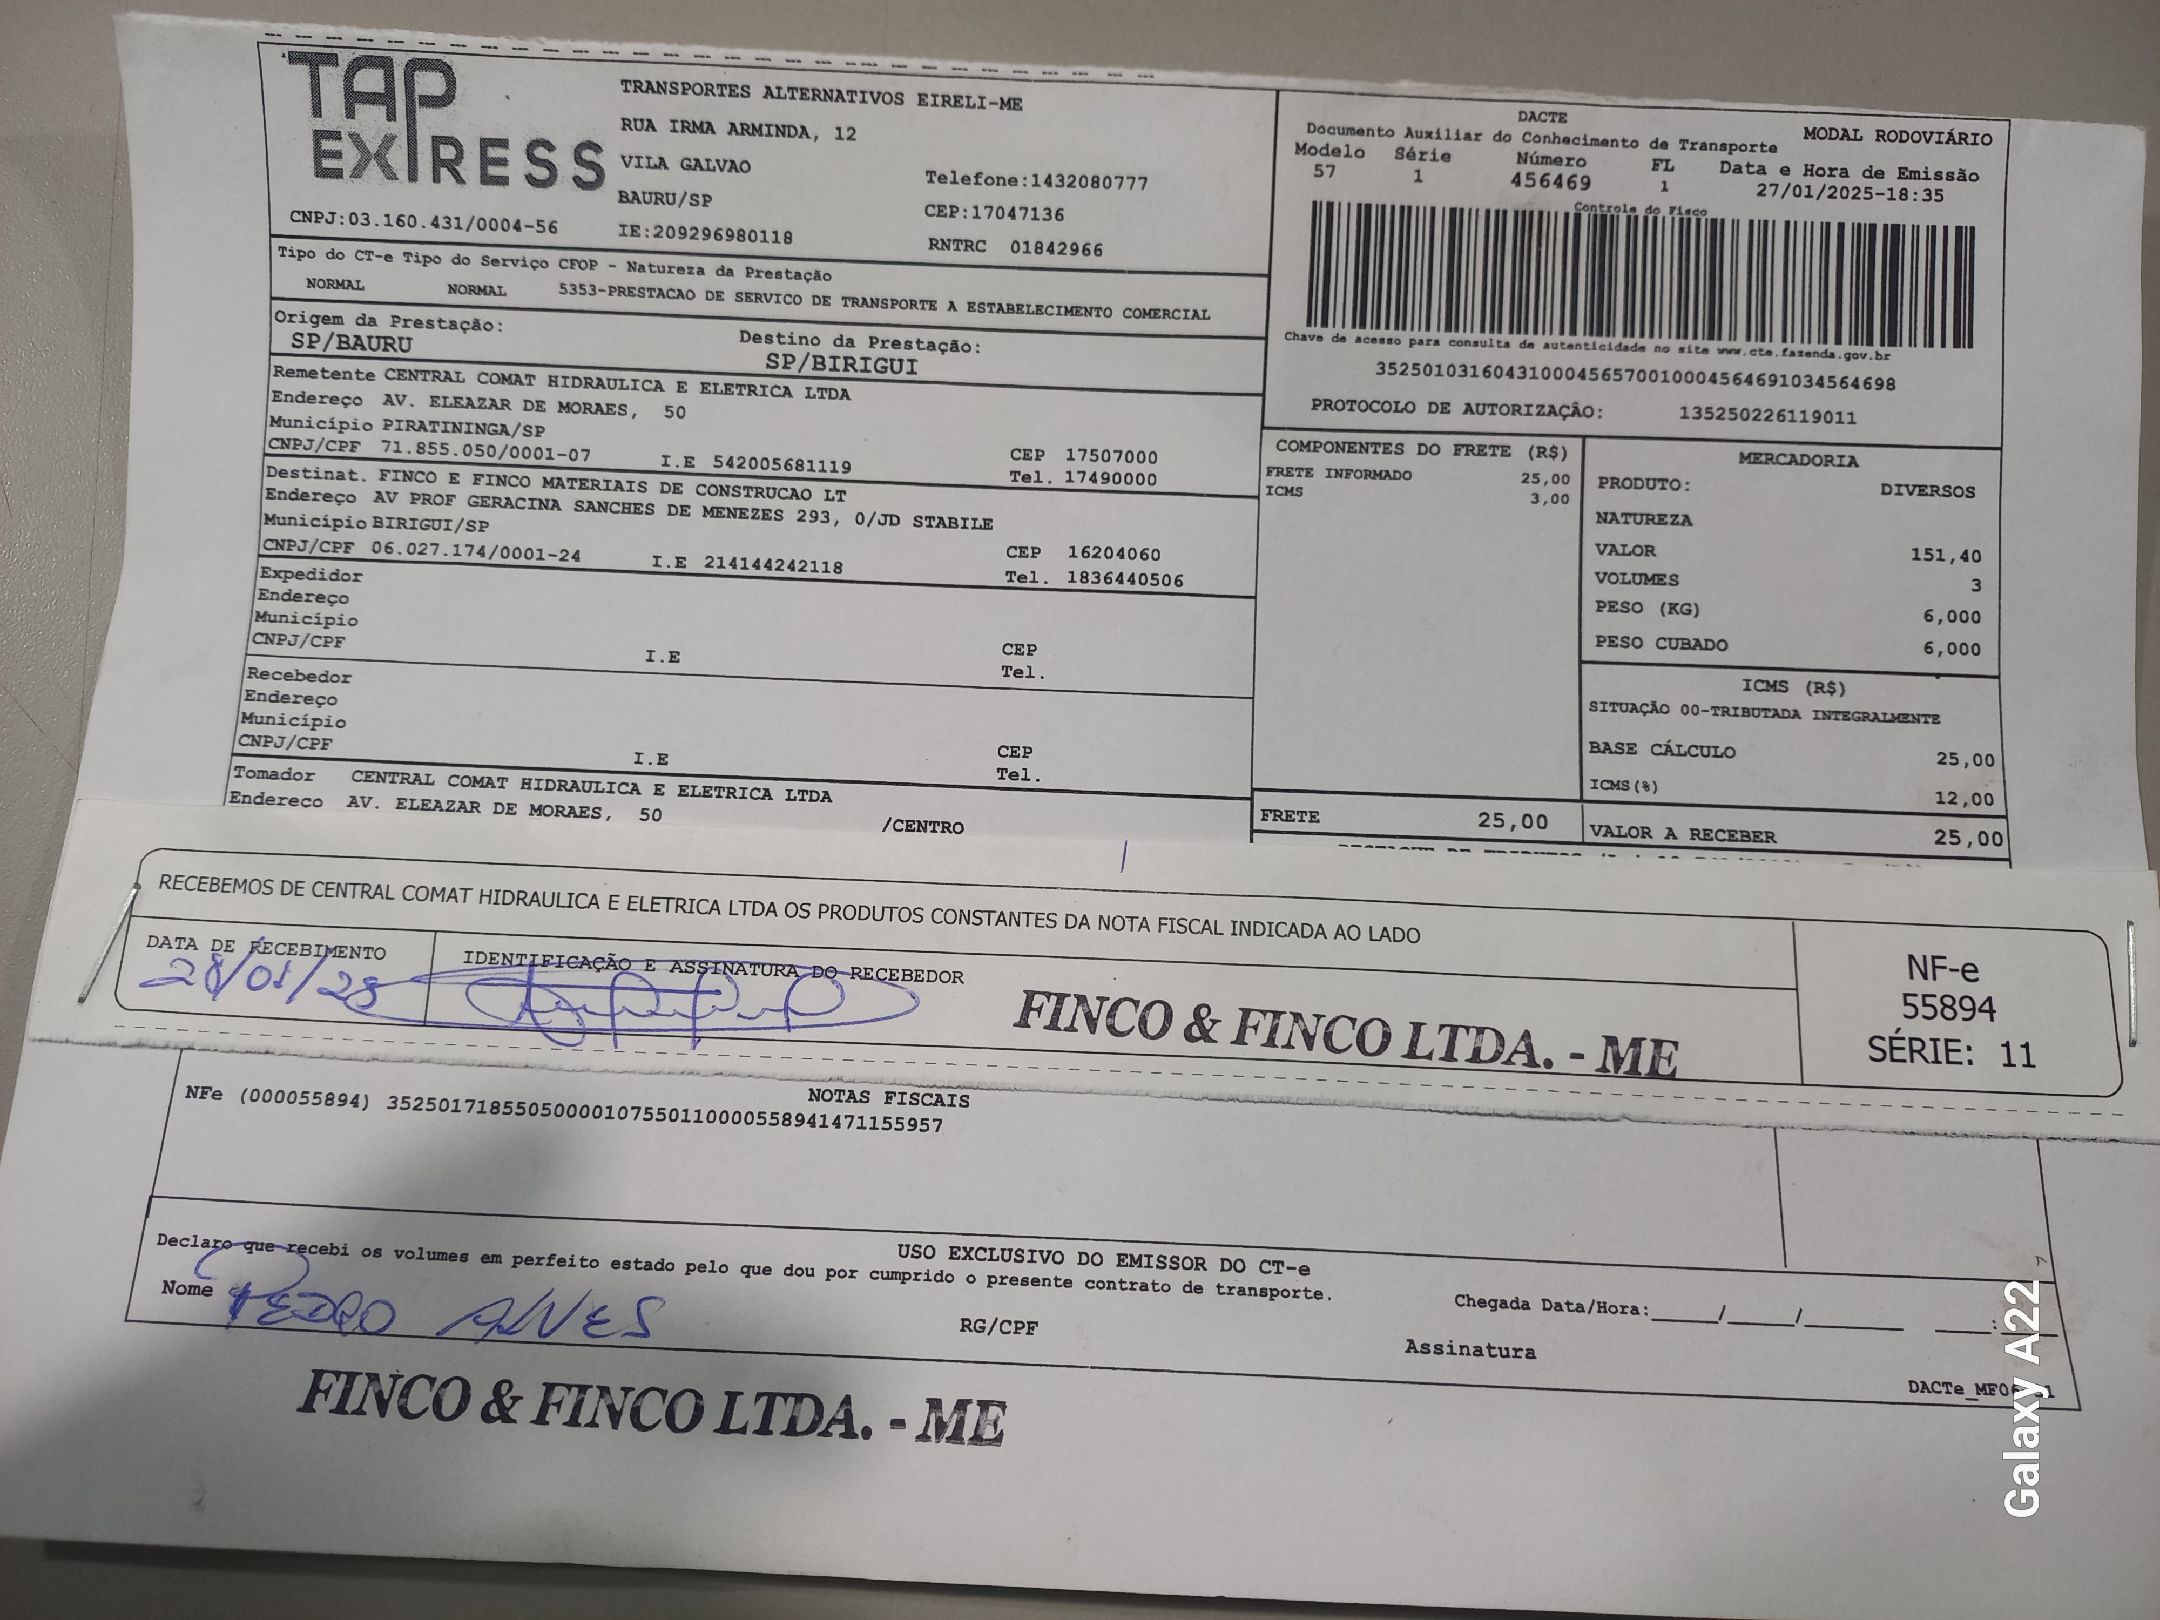 TAP EXPRESS
TRANSPORTES ALTERNATIVOS EIRELI-ME
RUA IRMA ARMINDA, 12
VILA GALVAO
Telefone:1432080777
BAURU/SP
CEP:17047136
CNPJ:03.160.431/0004-56
IE:209296980118
RNTRC 01842966
DACTE
MODAL RODOVIÁRIO
Documento Auxiliar do Conhecimento de Transporte
Modelo Série Número FL Data e Hora de Emissão
57 1 456469 1 27/01/2025-18:35
Controle do Fisco
Chave de acesso para consulta de autenticidade no site www.cte.fazenda.gov.br
35250103160431000456570010004564691034564698
PROTOCOLO DE AUTORIZAÇÃO: 135250226119011
Tipo do CT-e Tipo do Serviço CFOP - Natureza da Prestação
NORMAL NORMAL 5353-PRESTACAO DE SERVICO DE TRANSPORTE A ESTABELECIMENTO COMERCIAL
Origem da Prestação: Destino da Prestação:
SP/BAURU SP/BIRIGUI
Remetente CENTRAL COMAT HIDRAULICA E ELETRICA LTDA
Endereço AV. ELEAZAR DE MORAES, 50
Município PIRATININGA/SP
CEP 17507000
CNPJ/CPF 71.855.050/0001-07 I.E 542005681119 Tel. 17490000
Destinat. FINCO E FINCO MATERIAIS DE CONSTRUCAO LT
Endereço AV PROF GERACINA SANCHES DE MENEZES 293, 0/JD STABILE
Município BIRIGUI/SP
CEP 16204060
CNPJ/CPF 06.027.174/0001-24 I.E 214144242118 Tel. 1836440506
Expedidor
Endereço
Município
CEP
CNPJ/CPF I.E Tel.
Recebedor
Endereço
Município
CEP
CNPJ/CPF I.E Tel.
Tomador CENTRAL COMAT HIDRAULICA E ELETRICA LTDA
Endereco AV. ELEAZAR DE MORAES, 50 /CENTRO
COMPONENTES DO FRETE (R$)
FRETE INFORMADO 25,00
ICMS 3,00
MERCADORIA
PRODUTO: DIVERSOS
NATUREZA
VALOR 151,40
VOLUMES 3
PESO (KG) 6,000
PESO CUBADO 6,000
ICMS (R$)
SITUAÇÃO 00-TRIBUTADA INTEGRALMENTE
BASE CÁLCULO 25,00
ICMS(%) 12,00
FRETE 25,00
VALOR A RECEBER 25,00
RECEBEMOS DE CENTRAL COMAT HIDRAULICA E ELETRICA LTDA OS PRODUTOS CONSTANTES DA NOTA FISCAL INDICADA AO LADO
DATA DE RECEBIMENTO
IDENTIFICAÇÃO E ASSINATURA DO RECEBEDOR
FINCO & FINCO LTDA. - ME
NF-e
55894
SÉRIE: 11
NOTAS FISCAIS
NFe (000055894) 35250171855050000107550110000558941471155957
USO EXCLUSIVO DO EMISSOR DO CT-e
Declaro que recebi os volumes em perfeito estado pelo que dou por cumprido o presente contrato de transporte.
Nome PEDRO ALVES
RG/CPF
Chegada Data/Hora:____/____/______ ____:____
Assinatura
FINCO & FINCO LTDA. - ME
Galaxy A22